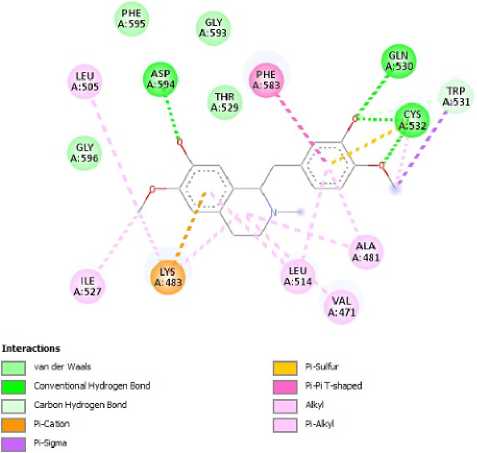 PHE
A:595
GLY
A:593
LEU
A:505
ASP
A:594
THR
A:529
PHE
A:583
GLN
A:530
CYS
A:532
TRP
A:531
GLY
A:596
N
ILE
A:527
LYS
A:483
LEU
A:514
VAL
A:471
ALA
A:481
Interactions
van der Waals
Conventional Hydrogen Bond
Carbon Hydrogen Bond
Pi-Cation
Pi-Sigma
Pi-Sulfur
Pi-Pi T-shaped
Alkyl
Pi-Alkyl